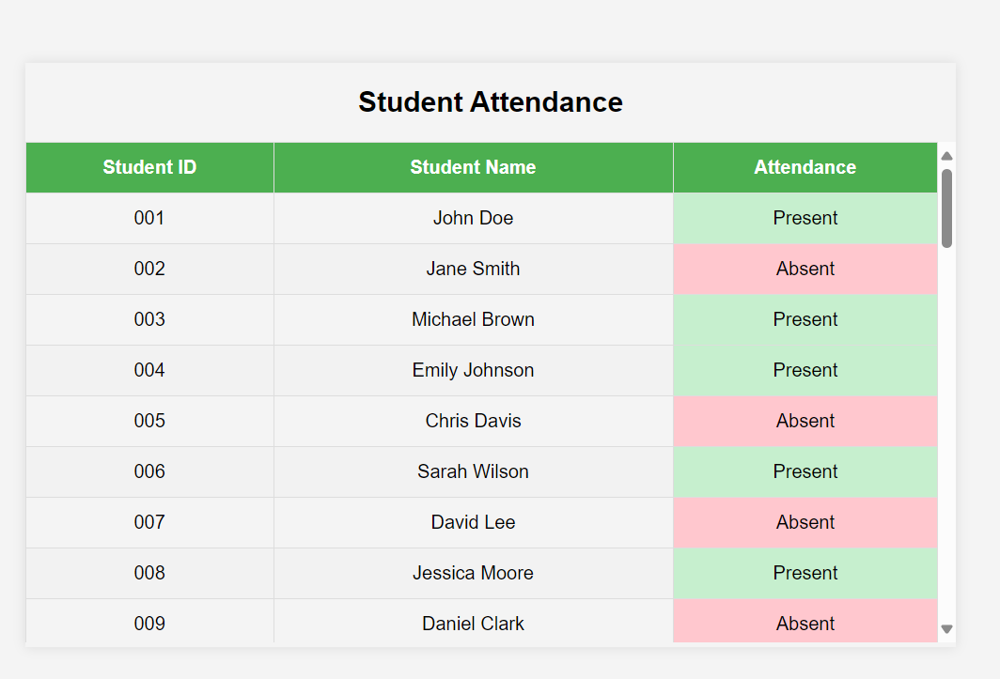 Student Attendance
Student ID Student Name Attendance
001 John Doe Present
002 Jane Smith Absent
003 Michael Brown Present
004 Emily Johnson Present
005 Chris Davis Absent
006 Sarah Wilson Present
007 David Lee Absent
008 Jessica Moore Present
009 Daniel Clark Absent